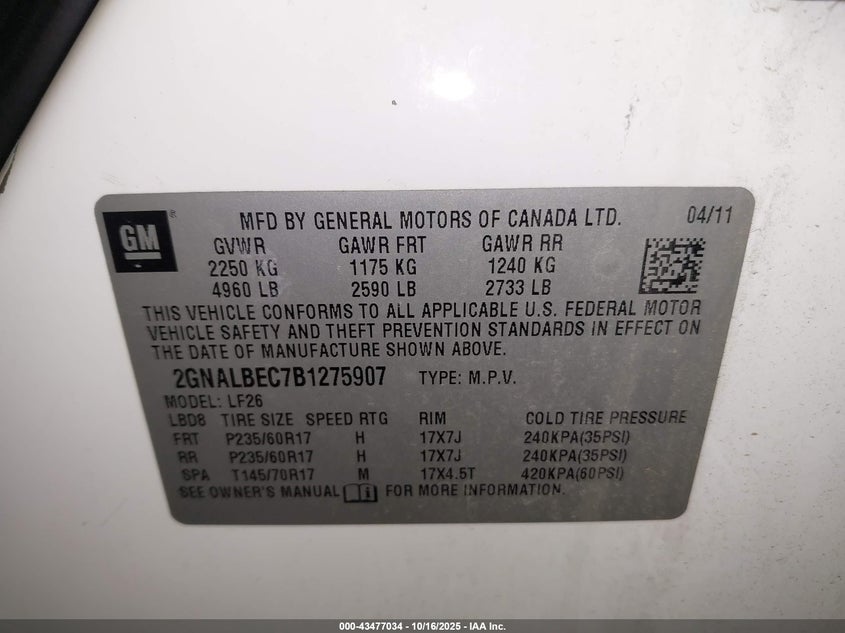 GM ® MFD BY GENERAL MOTORS OF CANADA LTD. 04/11
GVWR GAWR FRT GAWR RR
2250 KG 1175 KG 1240 KG
4960 LB 2590 LB 2733 LB
THIS VEHICLE CONFORMS TO ALL APPLICABLE U.S. FEDERAL MOTOR
VEHICLE SAFETY AND THEFT PREVENTION STANDARDS IN EFFECT ON
THE DATE OF MANUFACTURE SHOWN ABOVE.
2GNALBEC7B1275907 TYPE: M.P.V.
MODEL: LF26
LBD8 TIRE SIZE SPEED RTG RIM COLD TIRE PRESSURE
FRT P235/60R17 H 17X7J 240KPA(35PSI)
RR P235/60R17 H 17X7J 240KPA(35PSI)
SPA T145/70R17 M 17X4.5T 420KPA(60PSI)
SEE OWNER'S MANUAL i FOR MORE INFORMATION.
000-43477034 - 10/16/2025 - IAA Inc.